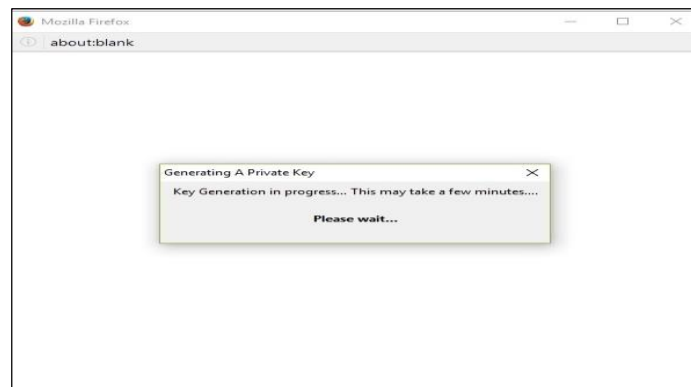 Mozilla Firefox
about:blank
Generating A Private Key
Key Generation in progress... This may take a few minutes....
Please wait...